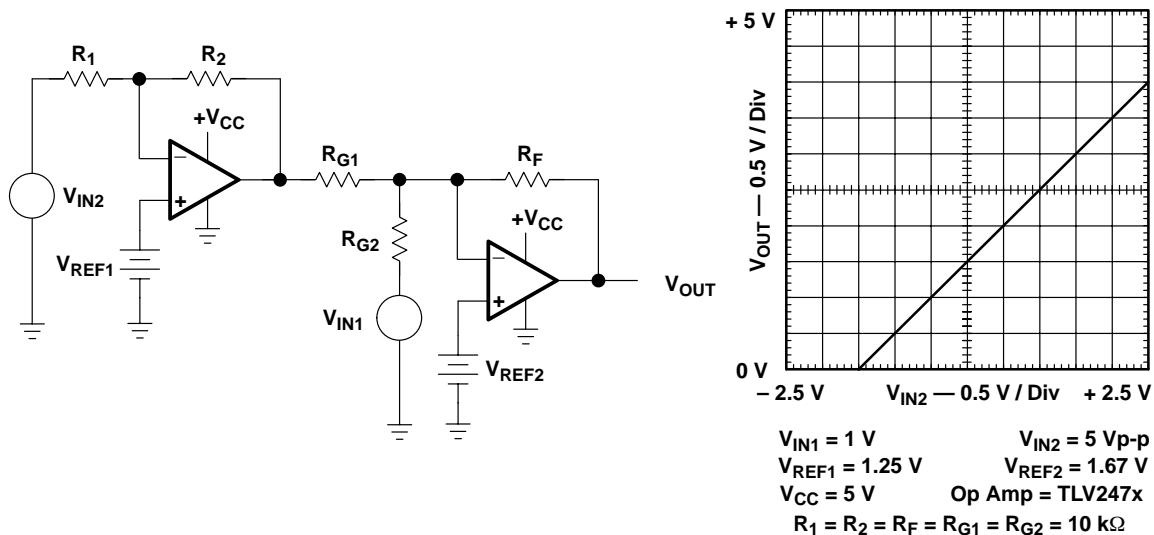 R1
R2
+VCC
−
+
VIN2
VREF1
RG1
RF
RG2
+VCC
−
+
VIN1
VREF2
VOUT
+ 5 V
VOUT — 0.5 V / Div
0 V
– 2.5 V
VIN2 — 0.5 V / Div
+ 2.5 V
VIN1 = 1 V
VIN2 = 5 Vp-p
VREF1 = 1.25 V
VREF2 = 1.67 V
VCC = 5 V
Op Amp = TLV247x
R1 = R2 = RF = RG1 = RG2 = 10 kΩ